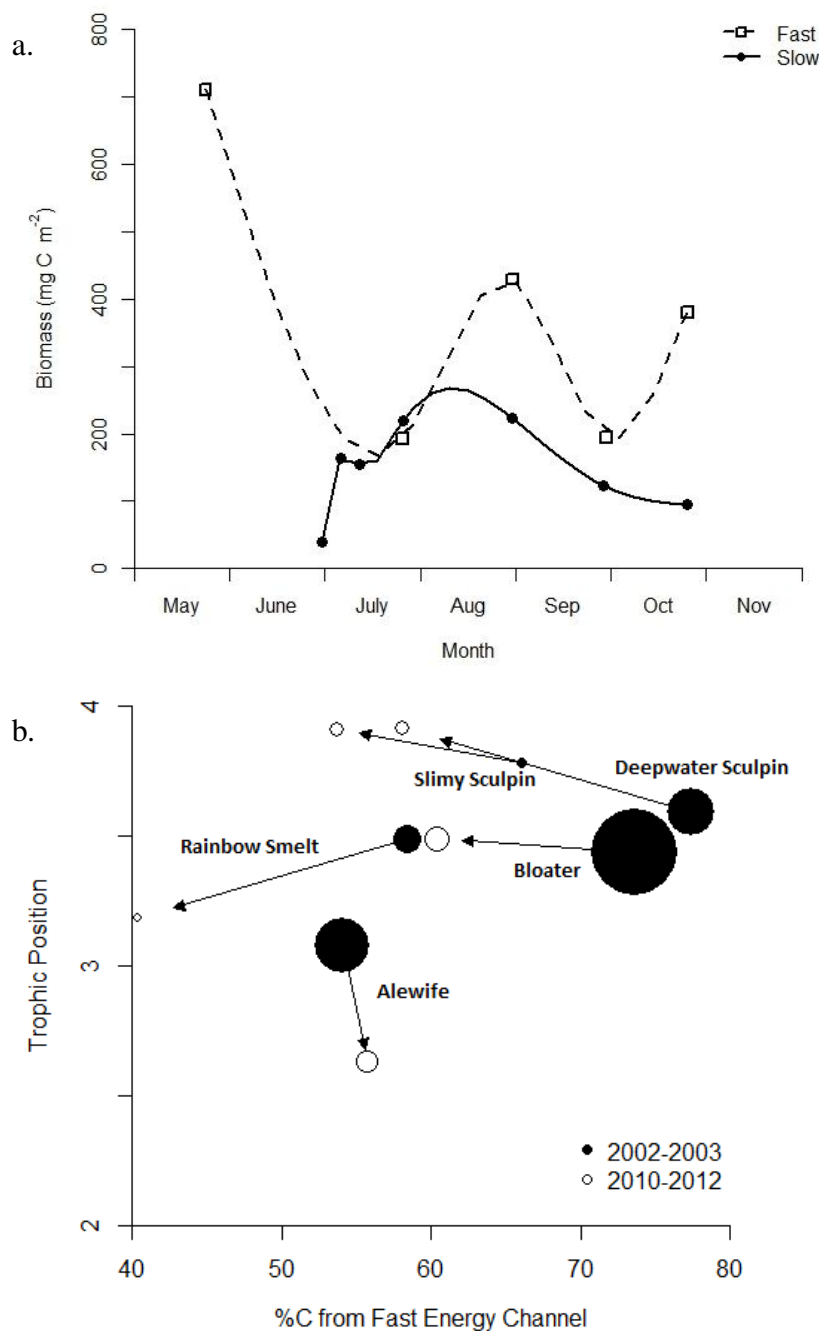 a.
800
600
400
200
0
Biomass (mg C m-2)
Fast
Slow
May June July Aug Sep Oct Nov
Month
b.
4
3
2
Trophic Position
Slimy Sculpin
Deepwater Sculpin
Rainbow Smelt
Bloater
Alewife
2002-2003
2010-2012
40 50 60 70 80
%C from Fast Energy Channel